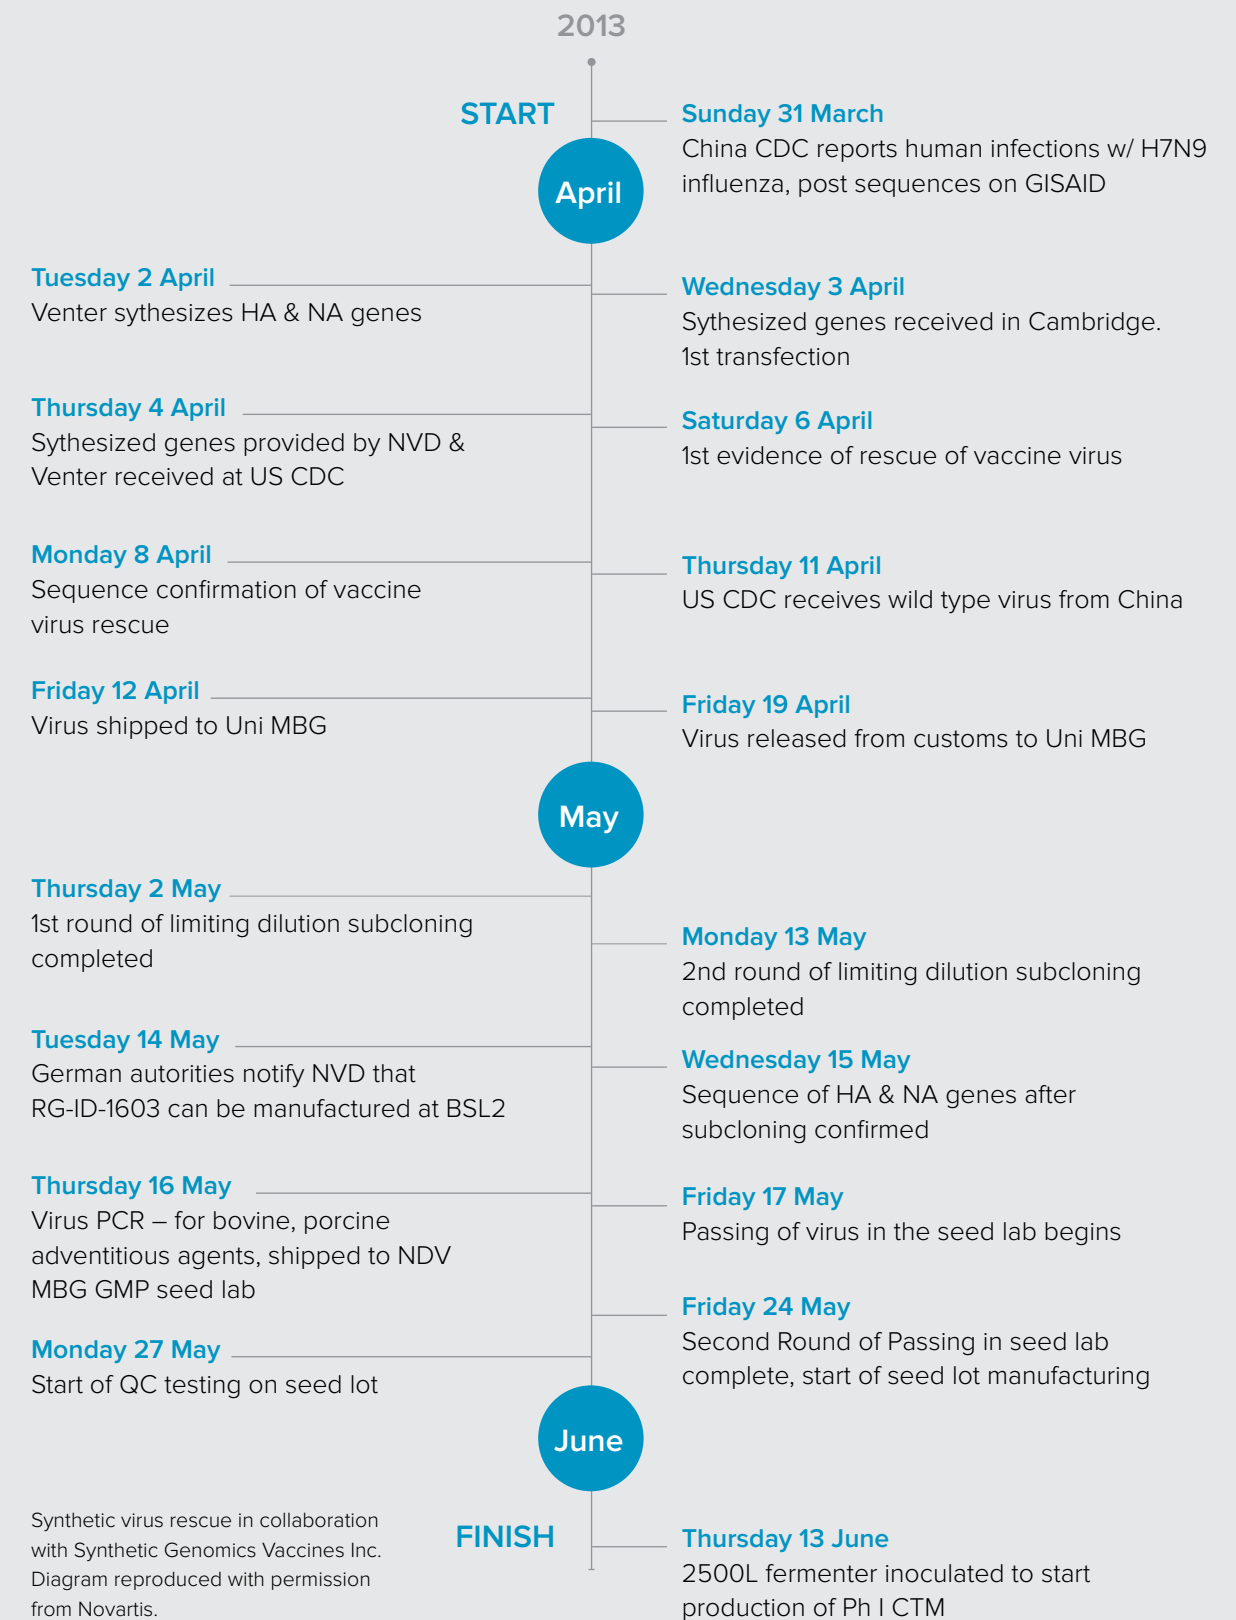 2013
START
Sunday 31 March
China CDC reports human infections w/ H7N9
influenza, post sequences on GISAID
April
Tuesday 2 April
Venter sythesizes HA & NA genes
Wednesday 3 April
Sythesized genes received in Cambridge.
1st transfection
Thursday 4 April
Sythesized genes provided by NVD &
Venter received at US CDC
Saturday 6 April
1st evidence of rescue of vaccine virus
Monday 8 April
Sequence confirmation of vaccine
virus rescue
Thursday 11 April
US CDC receives wild type virus from China
Friday 12 April
Virus shipped to Uni MBG
Friday 19 April
Virus released from customs to Uni MBG
May
Thursday 2 May
1st round of limiting dilution subcloning
completed
Monday 13 May
2nd round of limiting dilution subcloning
completed
Tuesday 14 May
German autorities notify NVD that
RG-ID-1603 can be manufactured at BSL2
Wednesday 15 May
Sequence of HA & NA genes after
subcloning confirmed
Thursday 16 May
Virus PCR – for bovine, porcine
adventitious agents, shipped to NDV
MBG GMP seed lab
Friday 17 May
Passing of virus in the seed lab begins
Friday 24 May
Second Round of Passing in seed lab
complete, start of seed lot manufacturing
Monday 27 May
Start of QC testing on seed lot
June
FINISH
Thursday 13 June
2500L fermenter inoculated to start
production of Ph I CTM
Synthetic virus rescue in collaboration
with Synthetic Genomics Vaccines Inc.
Diagram reproduced with permission
from Novartis.